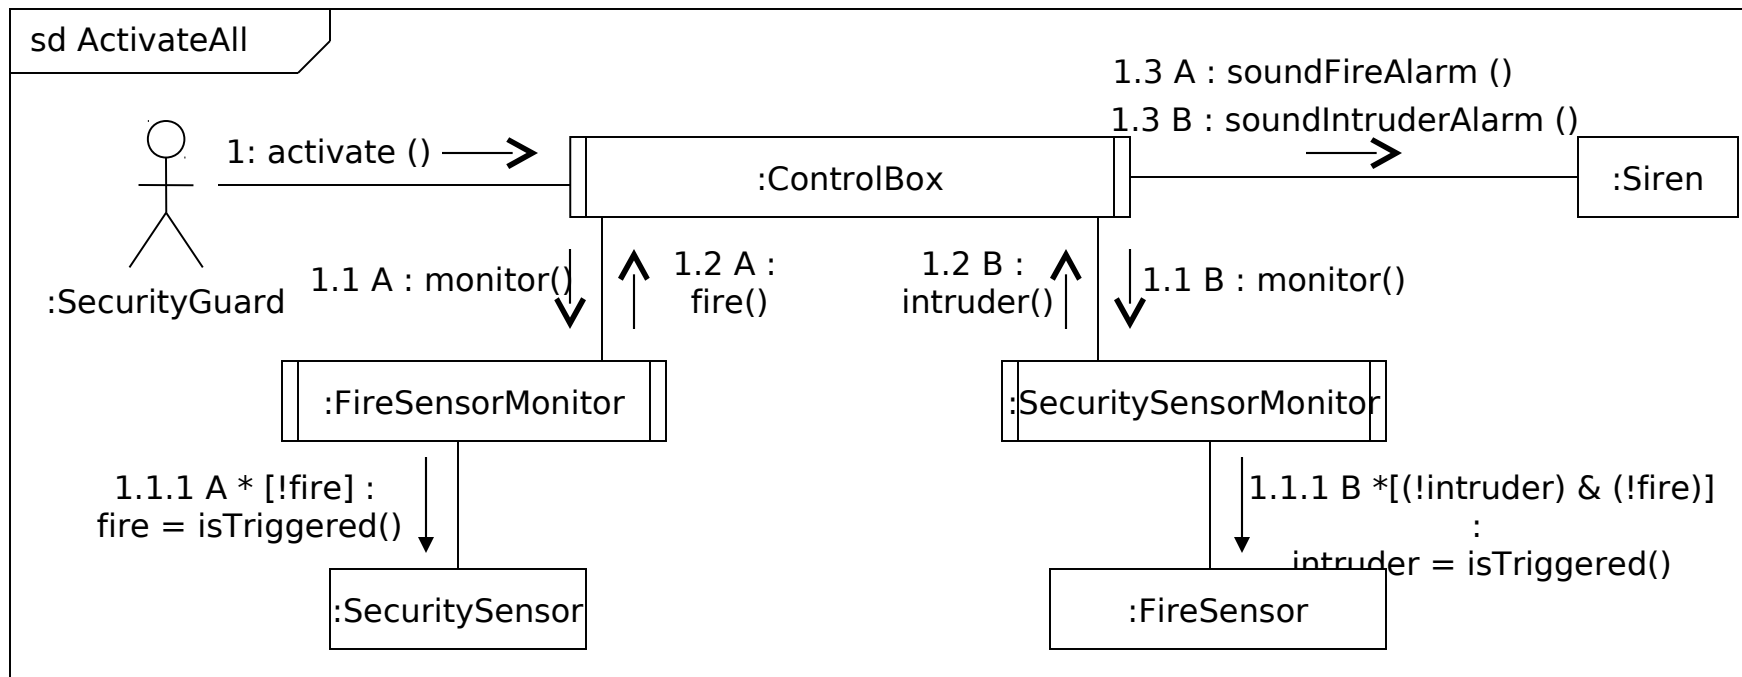 sd ActivateAll
1.3 A : soundFireAlarm ()
1.3 B : soundIntruderAlarm ()
1: activate ()
:ControlBox
:Siren
:SecurityGuard
1.1 A : monitor()
1.2 A :
fire()
1.2 B :
intruder()
1.1 B : monitor()
:FireSensorMonitor
:SecuritySensorMonitor
1.1.1 A * [!fire] :
fire = isTriggered()
1.1.1 B *[(!intruder) & (!fire)]
:
intruder = isTriggered()
:SecuritySensor
:FireSensor